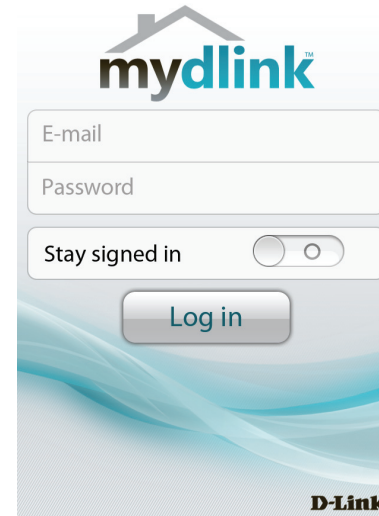 mydlink™
E-mail
Password
Stay signed in
Log in
D-Link